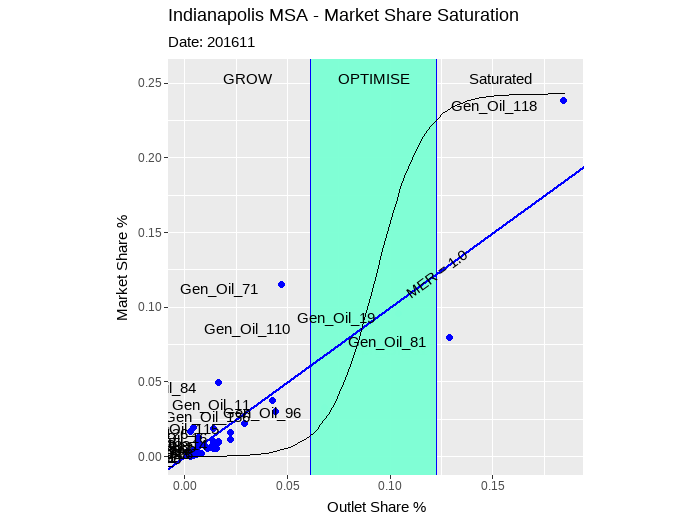 Indianapolis MSA - Market Share Saturation
Date: 201611
GROW OPTIMISE Saturated
0.25
Gen_Oil_118
0.20
0.15
MER = 1.0
Gen_Oil_71
0.10
Gen_Oil_19
Gen_Oil_110
Gen_Oil_81
0.05
l_84
Gen_Oil_11
Gen_Oil_96
0.00
0.00 0.05 0.10 0.15
Outlet Share %
Market Share %